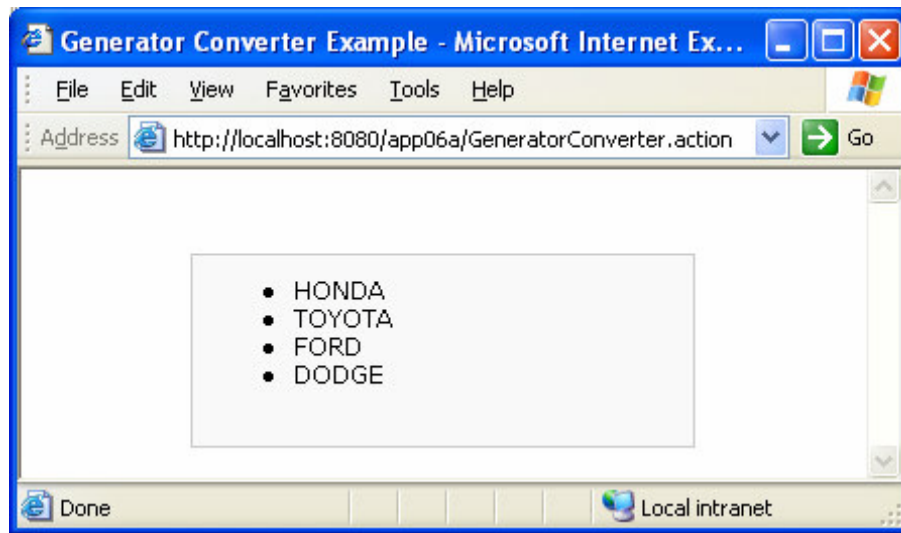 Generator Converter Example - Microsoft Internet Ex...
File Edit View Favorites Tools Help
Address http://localhost:8080/app06a/GeneratorConverter.action Go
HONDA
TOYOTA
FORD
DODGE
Done Local intranet